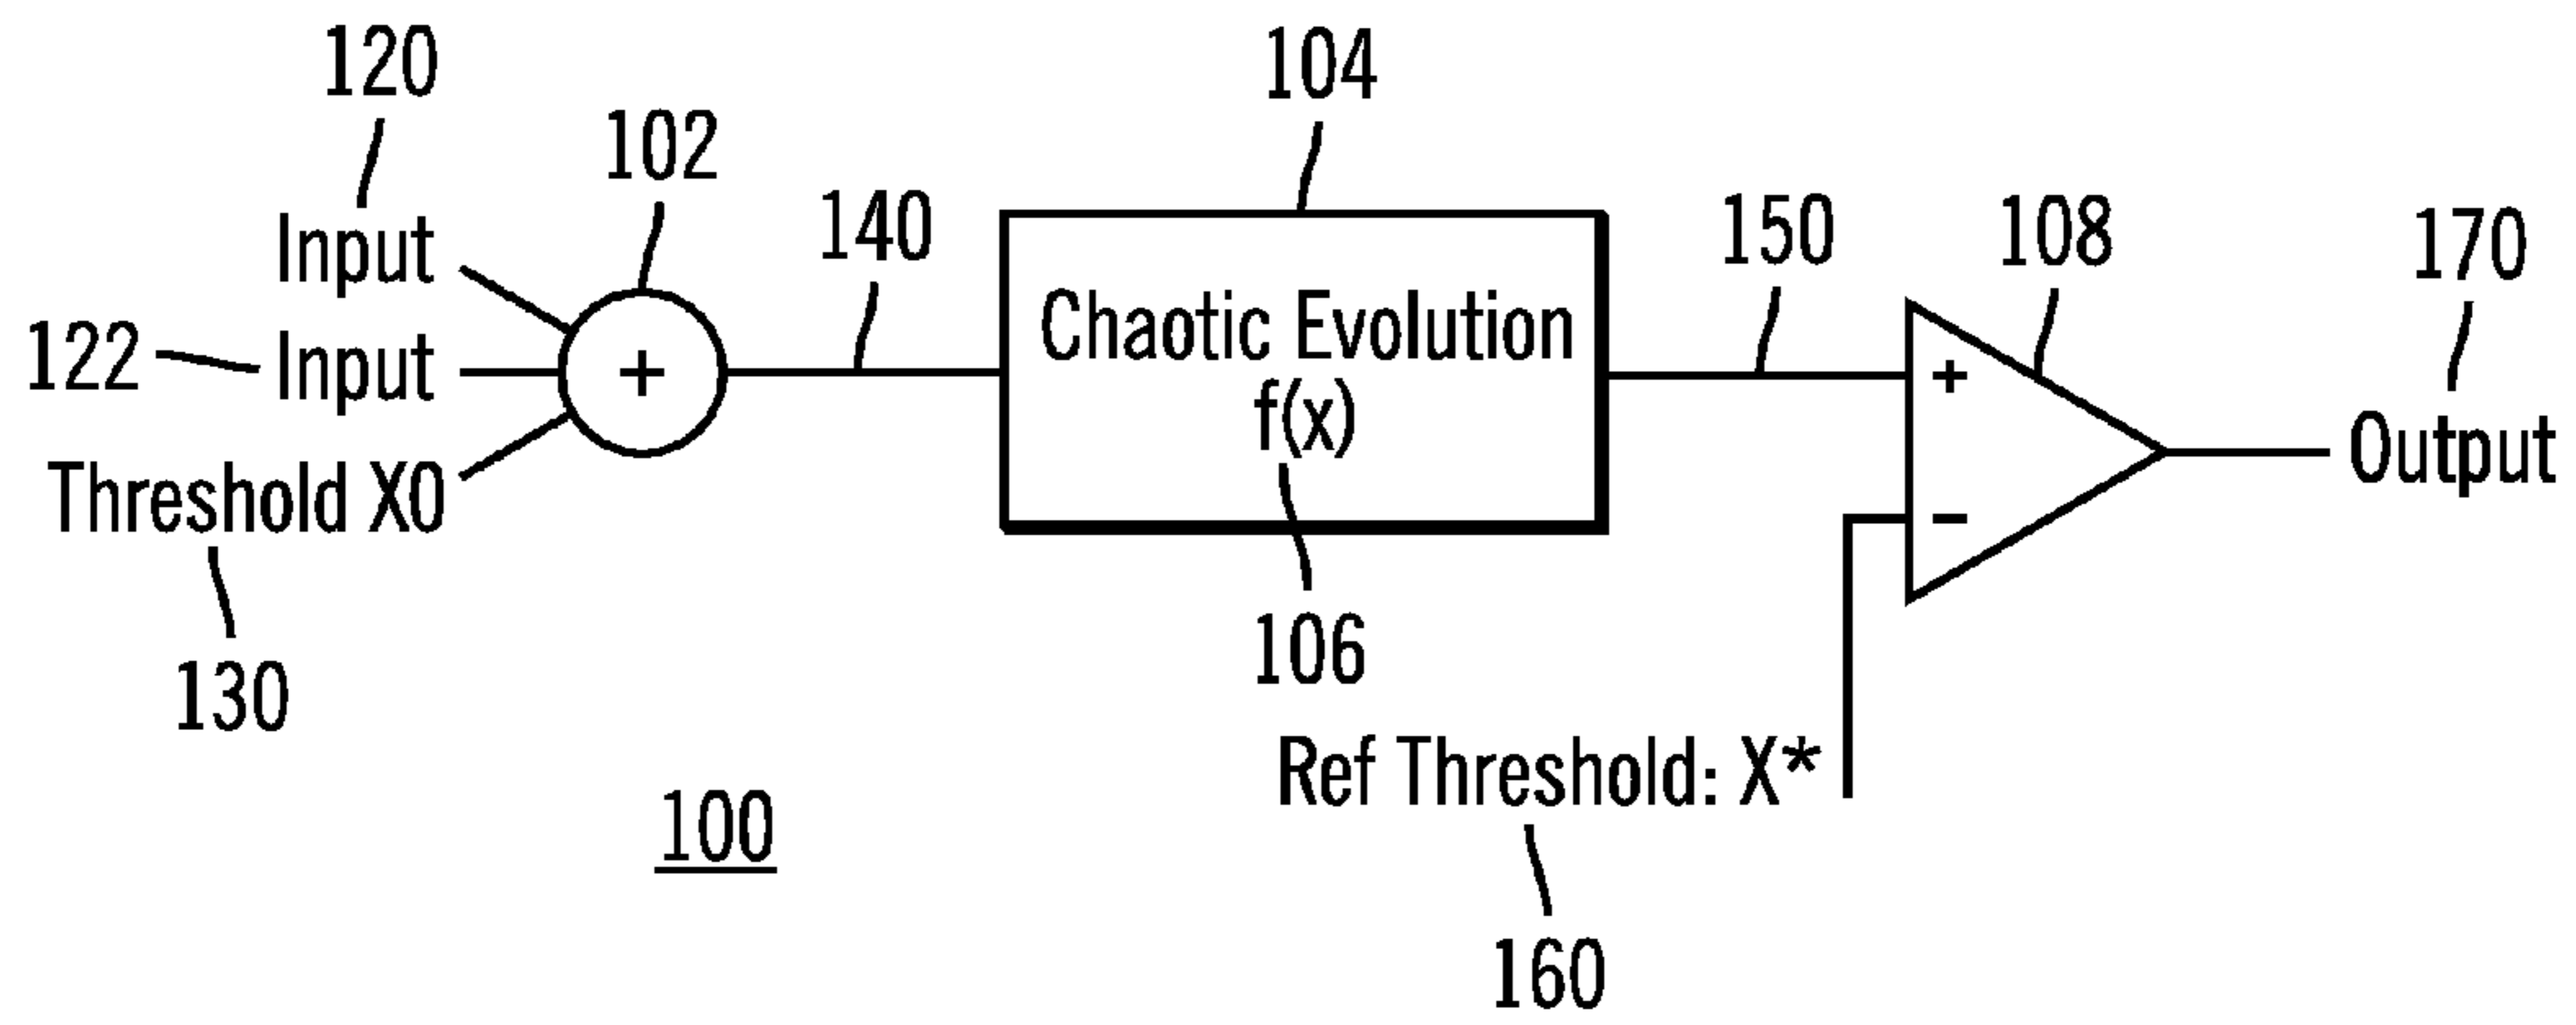 120
102
104
140
150
108
170
Input
122
Input
+
Chaotic Evolution
f(x)
+
-
Threshold X0
Output
130
106
Ref Threshold: X*
100
160